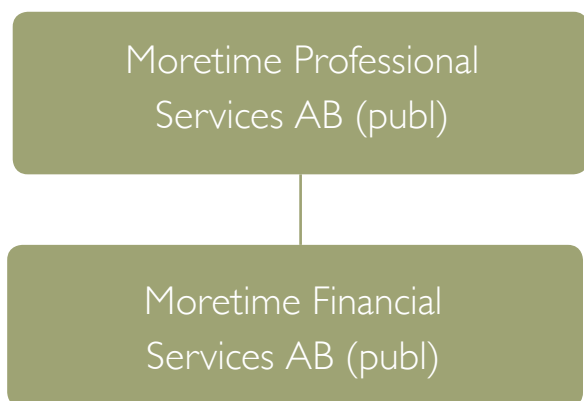 Moretime Professional
Services AB (publ)
Moretime Financial
Services AB (publ)